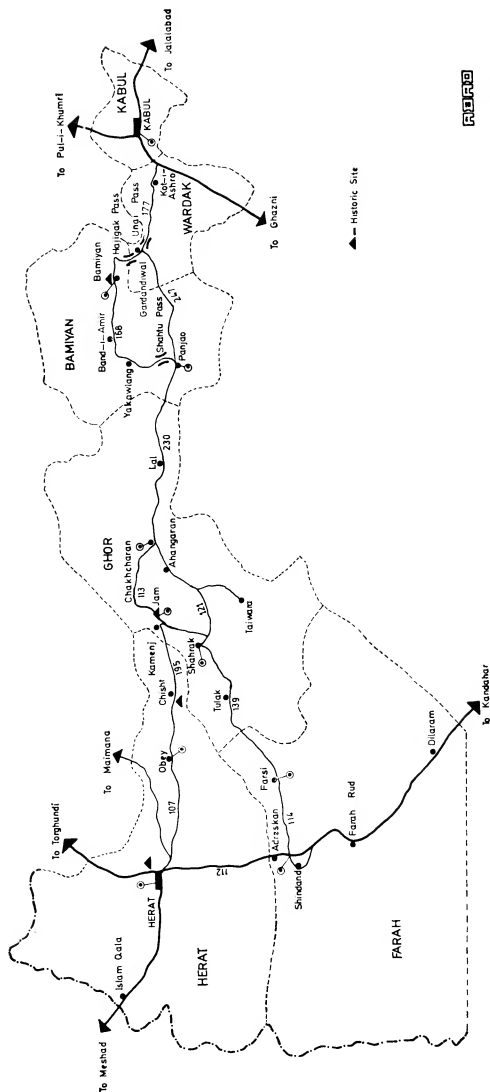 To Meshad
Islam Qala
To Torghundi
HERAT
HERAT
To Maimana
107
Obey
Chisht
195
Kamenj
Jam
113
Chakhcharan
GHOR
Ahangaran
121
Shahrak
Taiwara
Tulak
139
Farsi
114
Adrzskan
112
Shindand
Farah Rud
FARAH
Dilaram
To Kandahar
Lal
230
Panjao
Shahtu Pass
Yakawlang
Band-i-Amir
168
BAMIYAN
Bamiyan
Hajigak Pass
Unai Pass
Gardandiwal
247
177
Kot-i-
Ashro
WARDAK
KABUL
KABUL
To Pul-i-Khumri
To Jalalabad
To Ghazni
– Historic Site